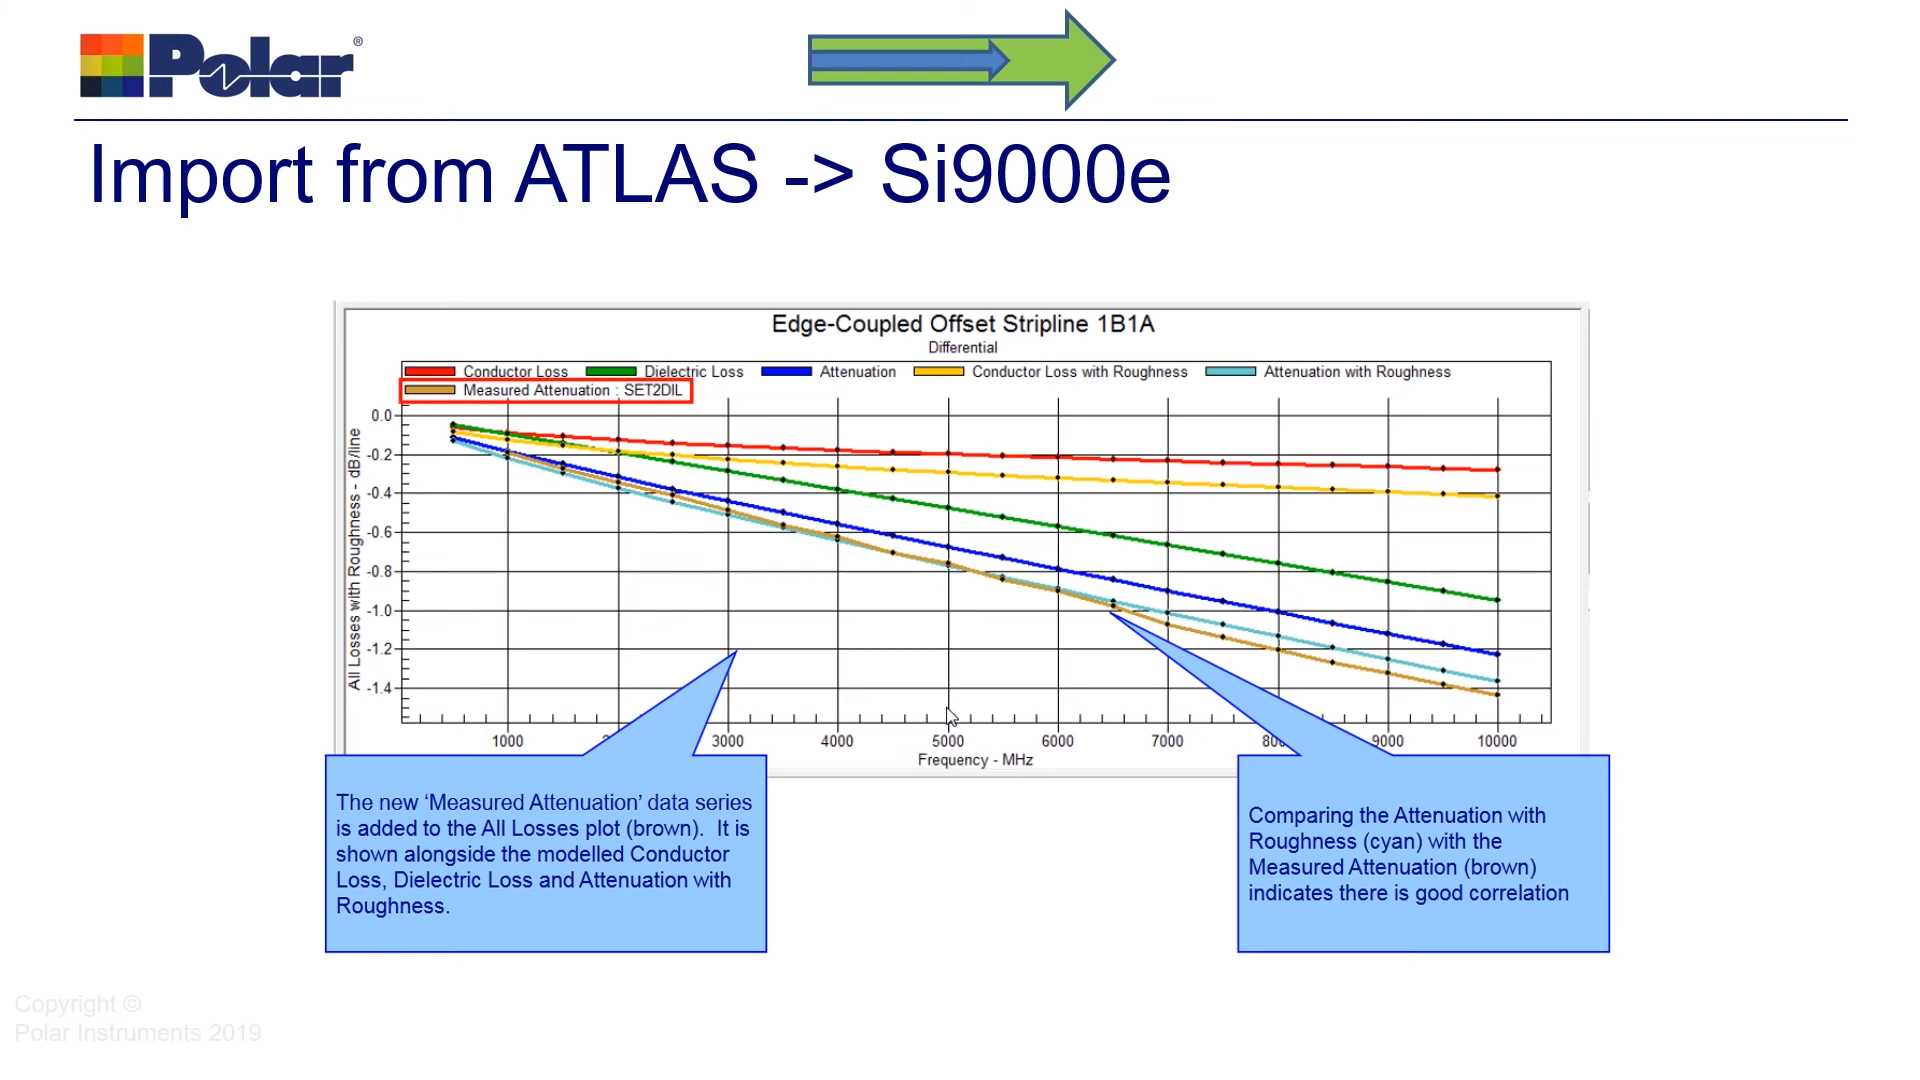 Polar®
Import from ATLAS -> Si9000e
Edge-Coupled Offset Stripline 1B1A
Differential
Conductor Loss Dielectric Loss Attenuation Conductor Loss with Roughness Attenuation with Roughness
Measured Attenuation : SET2DIL
All Losses with Roughness - dB/line
0.0
-0.2
-0.4
-0.6
-0.8
-1.0
-1.2
-1.4
1000 3000 4000 5000 6000 7000 9000 10000
Frequency - MHz
The new ‘Measured Attenuation’ data series
is added to the All Losses plot (brown). It is
shown alongside the modelled Conductor
Loss, Dielectric Loss and Attenuation with
Roughness.
Comparing the Attenuation with
Roughness (cyan) with the
Measured Attenuation (brown)
indicates there is good correlation
Copyright ©
Polar Instruments 2019